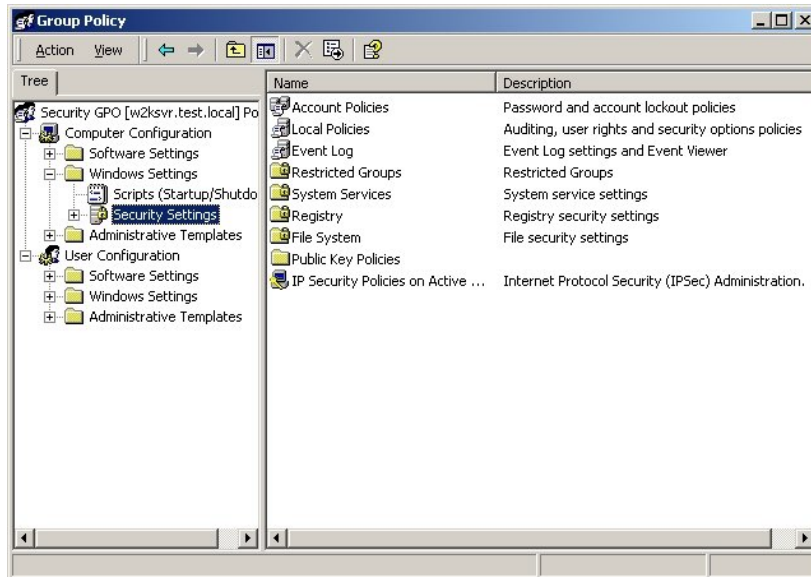 Group Policy
Action View
Tree
Security GPO [w2ksvr.test.local] Po
Computer Configuration
Software Settings
Windows Settings
Scripts (Startup/Shutdo
Security Settings
Administrative Templates
User Configuration
Software Settings
Windows Settings
Administrative Templates
Name Description
Account Policies Password and account lockout policies
Local Policies Auditing, user rights and security options policies
Event Log Event Log settings and Event Viewer
Restricted Groups Restricted Groups
System Services System service settings
Registry Registry security settings
File System File security settings
Public Key Policies
IP Security Policies on Active ... Internet Protocol Security (IPSec) Administration.